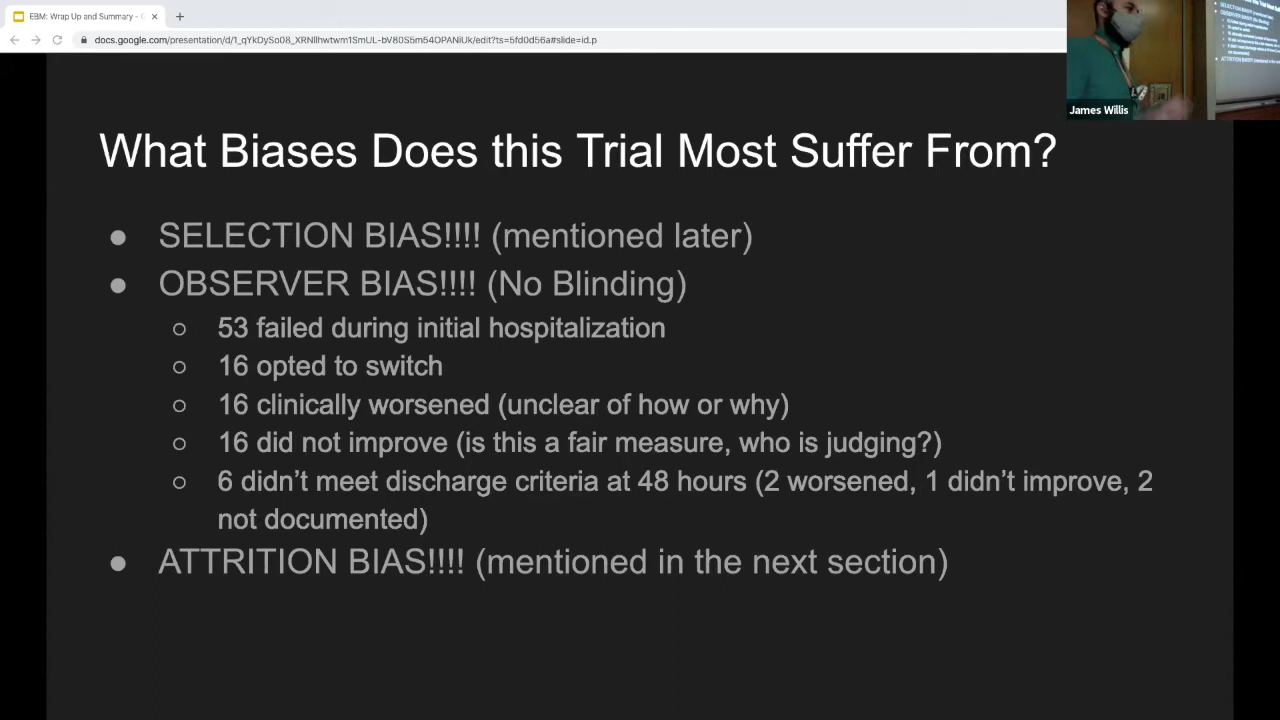 EBM: Wrap Up and Summary - G
docs.google.com/presentation/d/1_qYkDySo08_XRNllhwtwm1SmUL-bV80S5m54OPANiUk/edit?ts=5fd0d56a#slide=id.p
James Willis
What Biases Does this Trial Most Suffer From?
● SELECTION BIAS!!!! (mentioned later)
● OBSERVER BIAS!!!! (No Blinding)
○ 53 failed during initial hospitalization
○ 16 opted to switch
○ 16 clinically worsened (unclear of how or why)
○ 16 did not improve (is this a fair measure, who is judging?)
○ 6 didn’t meet discharge criteria at 48 hours (2 worsened, 1 didn’t improve, 2
not documented)
● ATTRITION BIAS!!!! (mentioned in the next section)